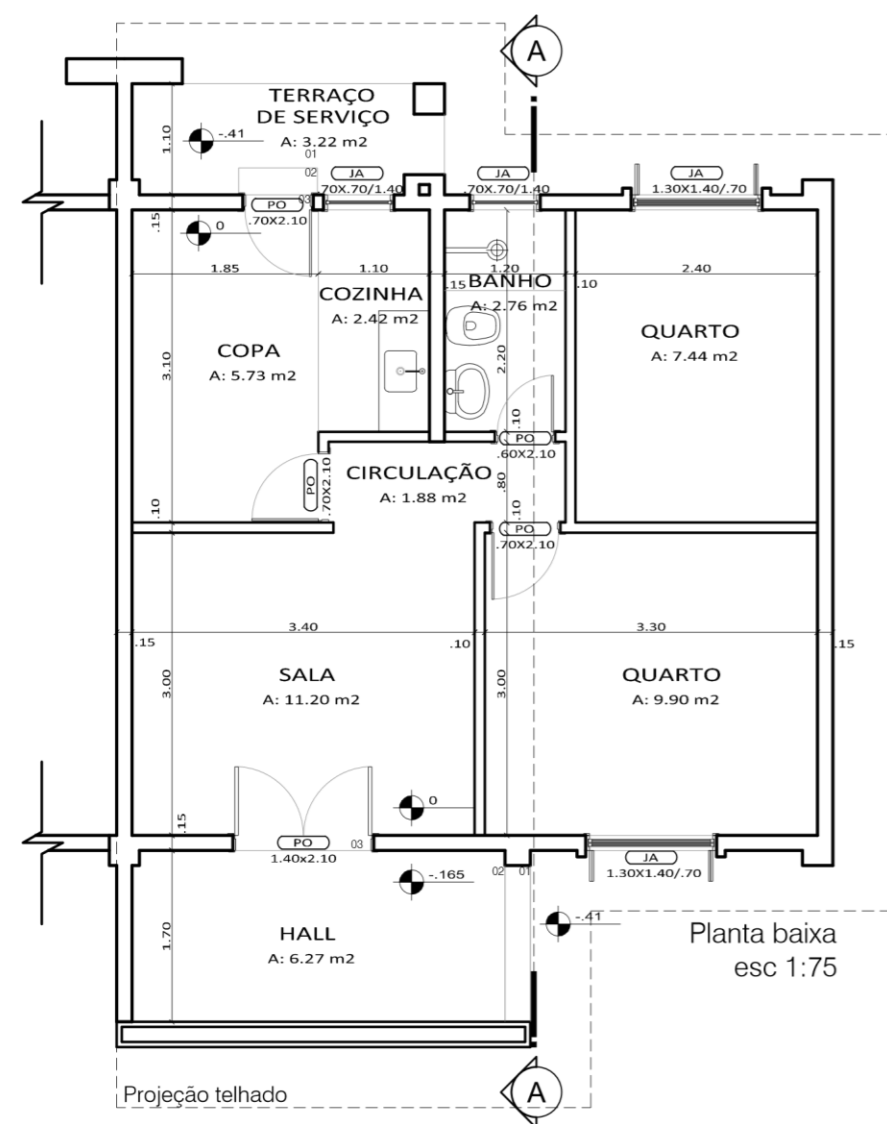 A
TERRAÇO
DE SERVIÇO
A: 3.22 m2
-.41
1.10
01
02
03
JA
.70X.70/1.40
JA
.70X.70/1.40
JA
1.30X1.40/.70
PO
.70X2.10
.15
0
1.85
1.10
1.20
2.40
.15
.10
COZINHA
A: 2.42 m2
BANHO
A: 2.76 m2
QUARTO
A: 7.44 m2
COPA
A: 5.73 m2
3.10
2.20
.10
PO
.60X2.10
CIRCULAÇÃO
A: 1.88 m2
PO
.70X2.10
.80
.10
.10
PO
.70X2.10
3.40
3.30
.15
.10
.15
SALA
A: 11.20 m2
QUARTO
A: 9.90 m2
3.00
3.00
0
.15
PO
03
1.40x2.10
JA
1.30X1.40/.70
-.165
02
01
-.41
1.70
HALL
A: 6.27 m2
Planta baixa
esc 1:75
Projeção telhado
A